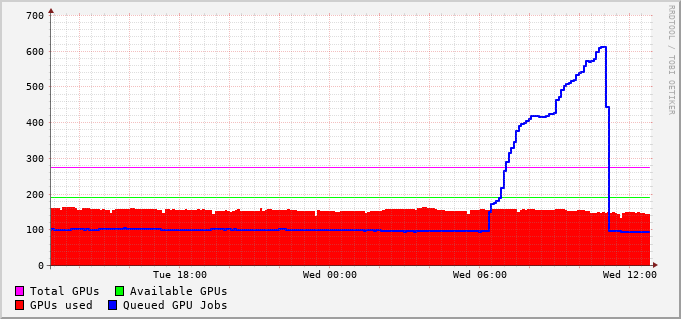 700
600
500
400
300
200
100
0
Tue 18:00 Wed 00:00 Wed 06:00 Wed 12:00
Total GPUs Available GPUs
GPUs used Queued GPU Jobs
RRDTOOL / TOBI OETIKER